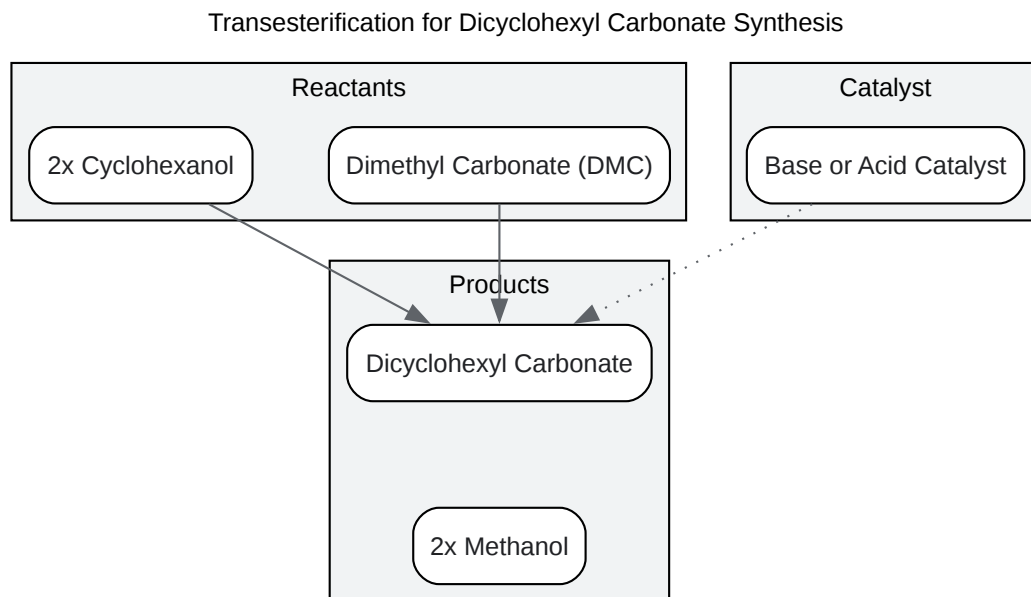 Transesterification for Dicyclohexyl Carbonate Synthesis
Reactants
Catalyst
2x Cyclohexanol
Dimethyl Carbonate (DMC)
Base or Acid Catalyst
Products
Dicyclohexyl Carbonate
2x Methanol